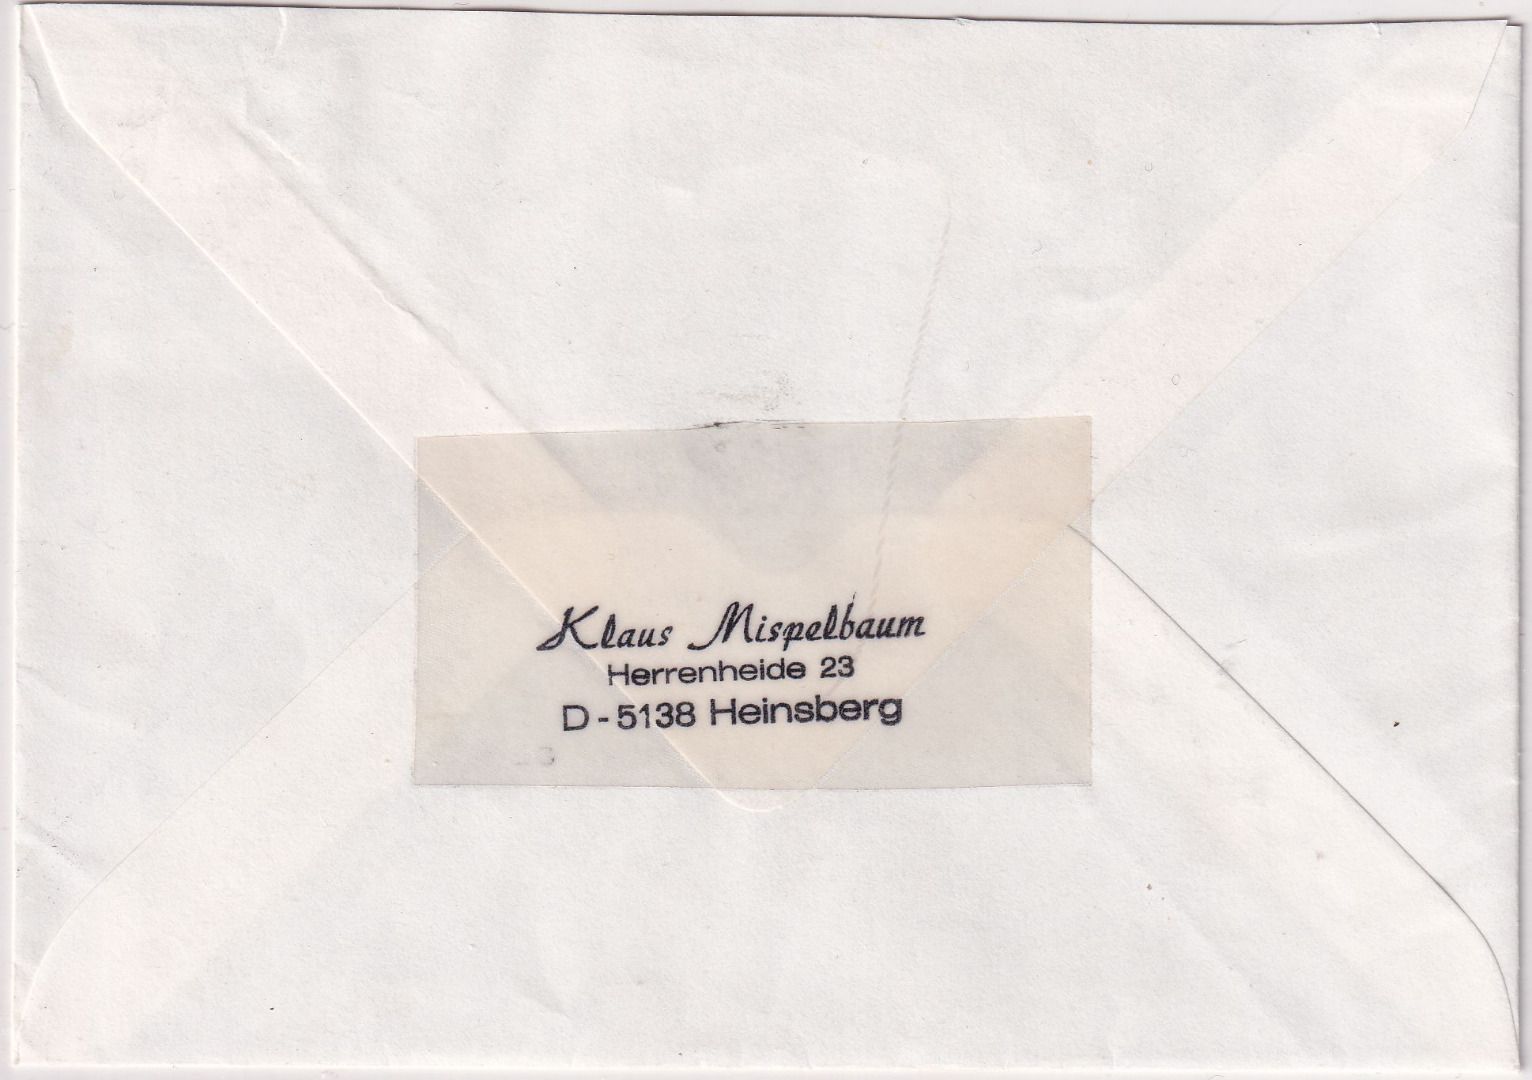 Klaus Mispelbaum
Herrenheide 23
D-5138 Heinsberg